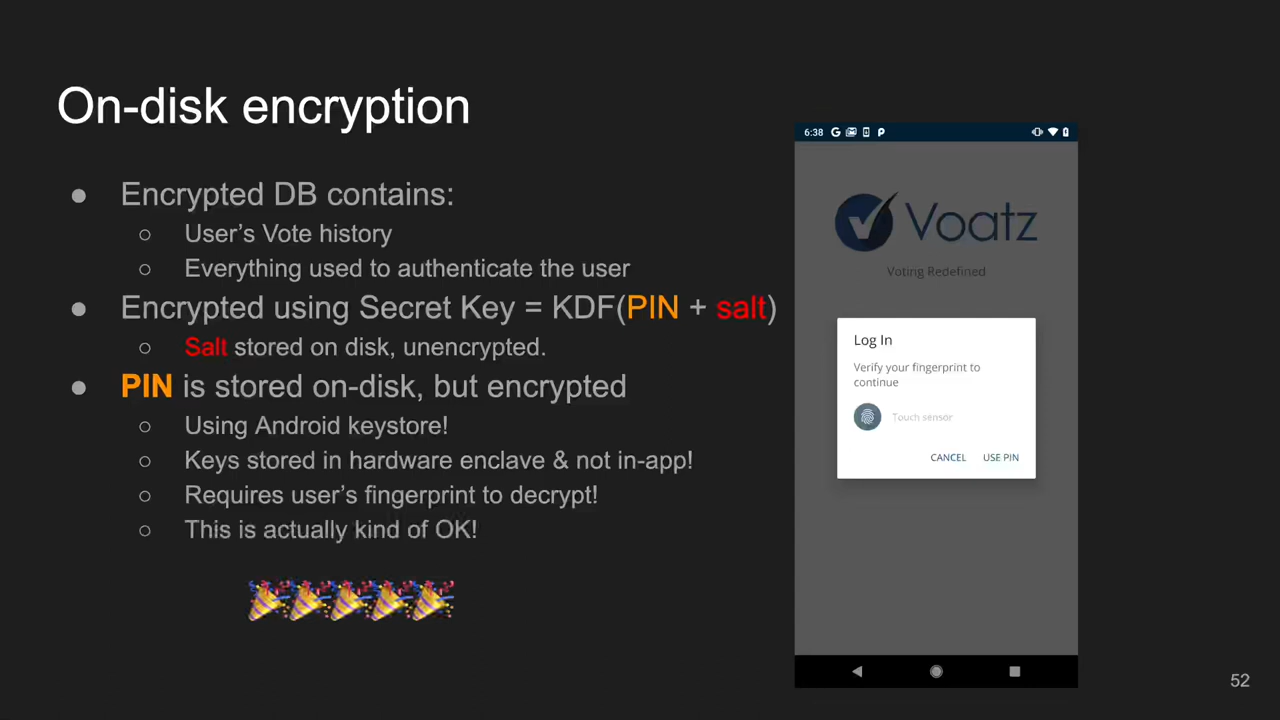 On-disk encryption
● Encrypted DB contains:
○ User's Vote history
○ Everything used to authenticate the user
● Encrypted using Secret Key = KDF(PIN + salt)
○ Salt stored on disk, unencrypted.
● PIN is stored on-disk, but encrypted
○ Using Android keystore!
○ Keys stored in hardware enclave & not in-app!
○ Requires user's fingerprint to decrypt!
○ This is actually kind of OK!
6:38
Voatz
Voting Redefined
Log In
Verify your fingerprint to
continue
Touch sensor
CANCEL USE PIN
52